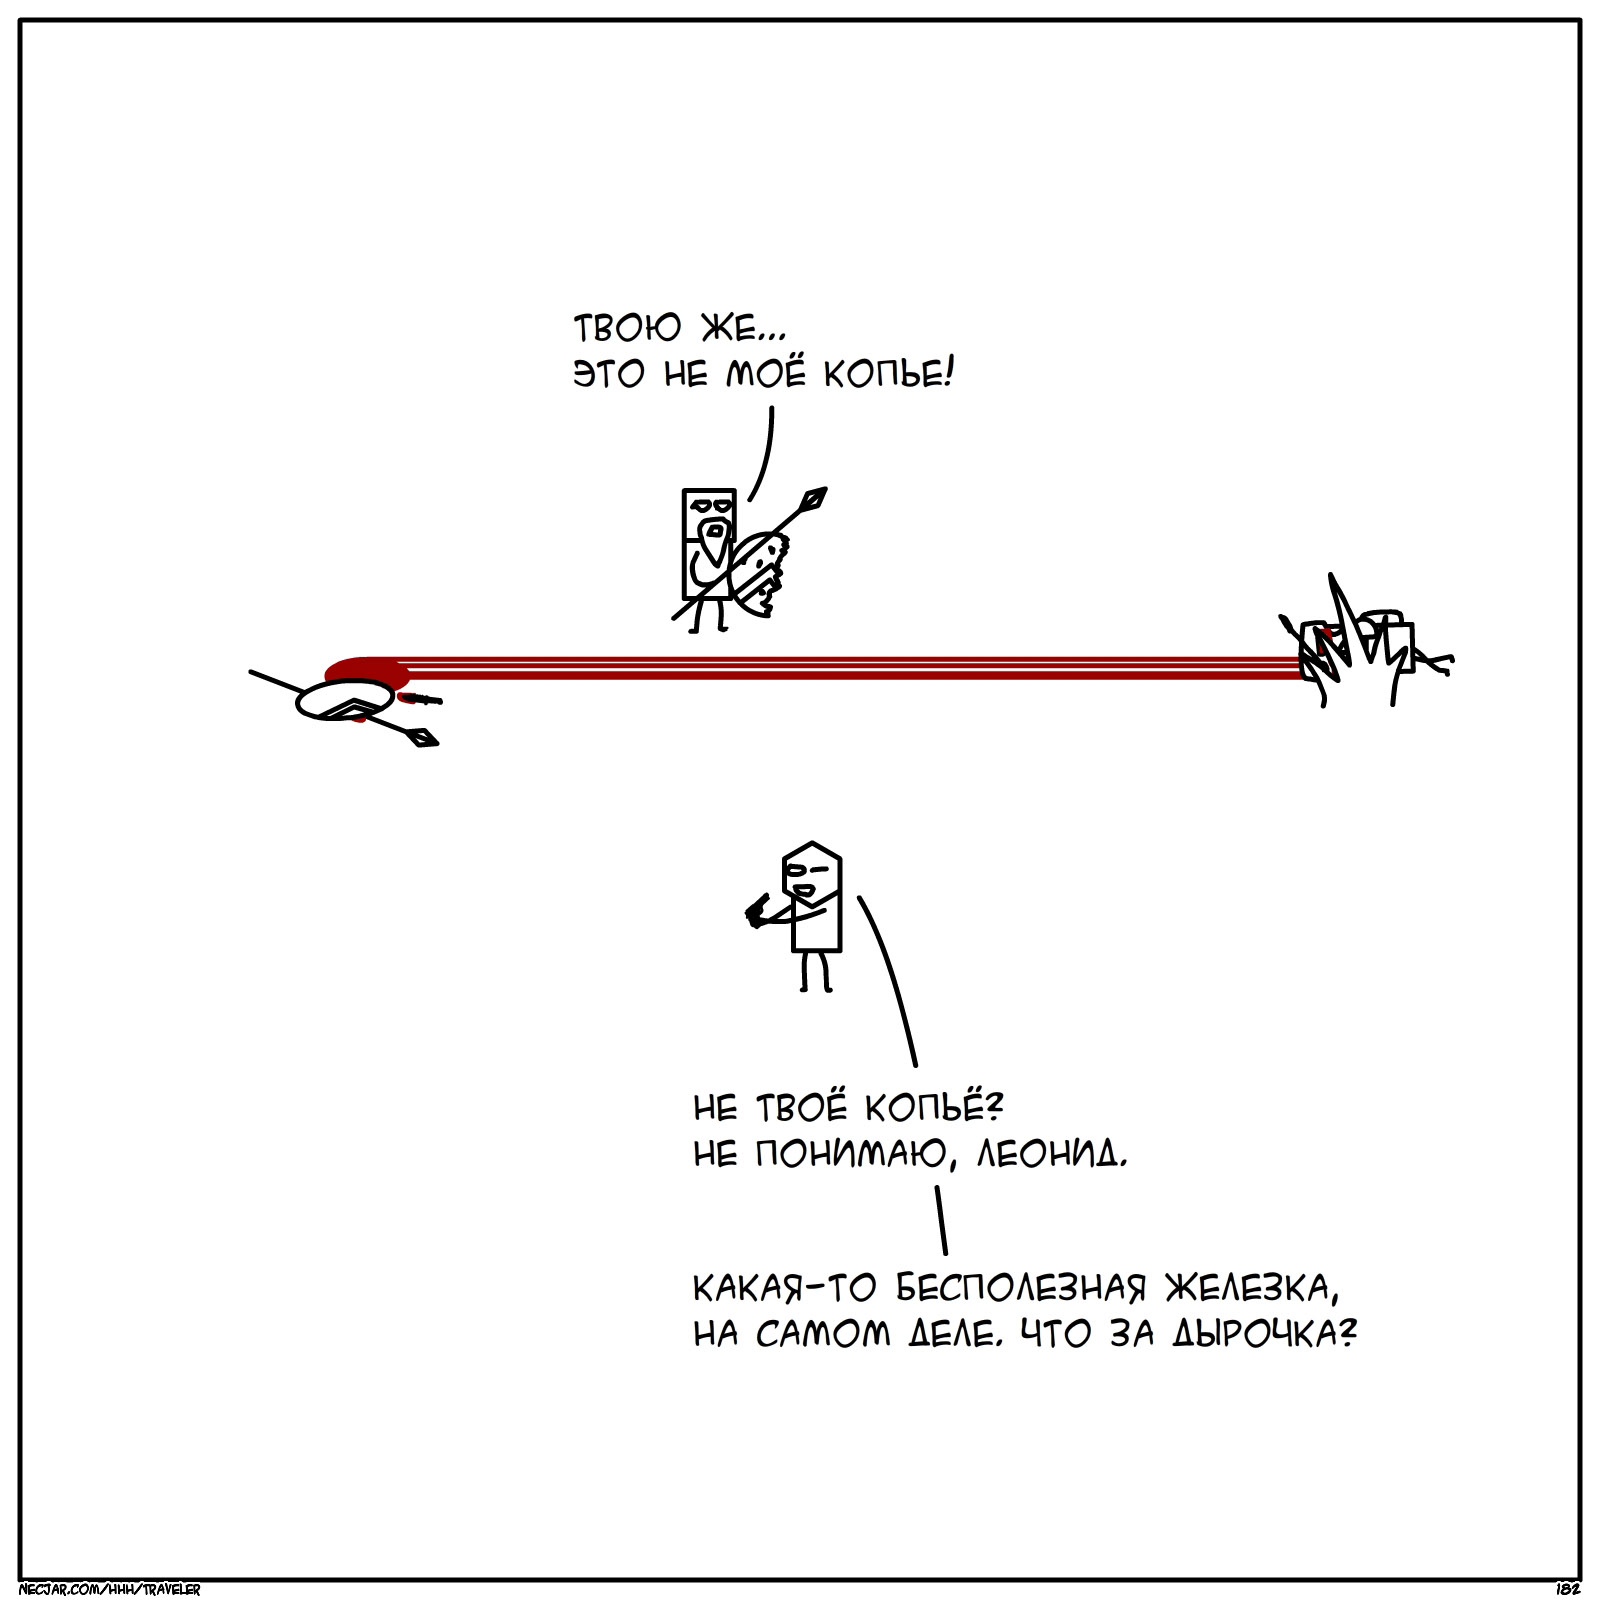 ТВОЮ ЖЕ...
ЭТО НЕ МОЁ КОПЬЕ!
НЕ ТВОЁ КОПЬЁ?
НЕ ПОНИМАЮ, ЛЕОНИД.
КАКАЯ-ТО БЕСПОЛЕЗНАЯ ЖЕЛЕЗКА,
НА САМОМ ДЕЛЕ. ЧТО ЗА ДЫРОЧКА?
NECJAR.COM/HHH/TRAVELER
182